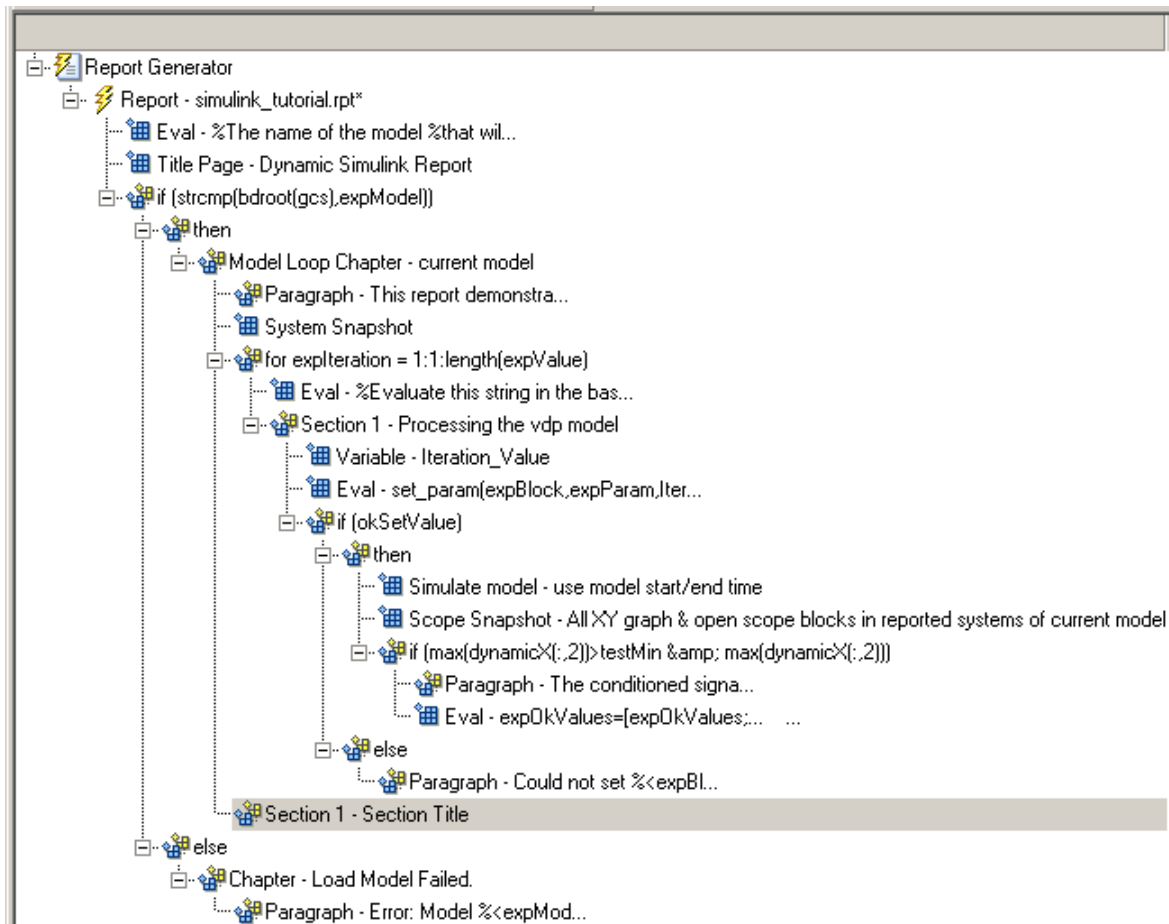 Report Generator
Report - simulink_tutorial.rpt*
Eval - %The name of the model %that wil...
Title Page - Dynamic Simulink Report
if (strcmp(bdroot(gcs),expModel))
then
Model Loop Chapter - current model
Paragraph - This report demonstra...
System Snapshot
for expIteration = 1:1:length(expValue)
Eval - %Evaluate this string in the bas...
Section 1 - Processing the vdp model
Variable - Iteration_Value
Eval - set_param(expBlock,expParam,Iter...
if (okSetValue)
then
Simulate model - use model start/end time
Scope Snapshot - All XY graph & open scope blocks in reported systems of current model
if (max(dynamicX(:,2))>testMin &amp; max(dynamicX(:,2)))
Paragraph - The conditioned signa...
Eval - expOkValues=[expOkValues;... ...
else
Paragraph - Could not set %<expBl...
Section 1 - Section Title
else
Chapter - Load Model Failed.
Paragraph - Error: Model %<expMod...